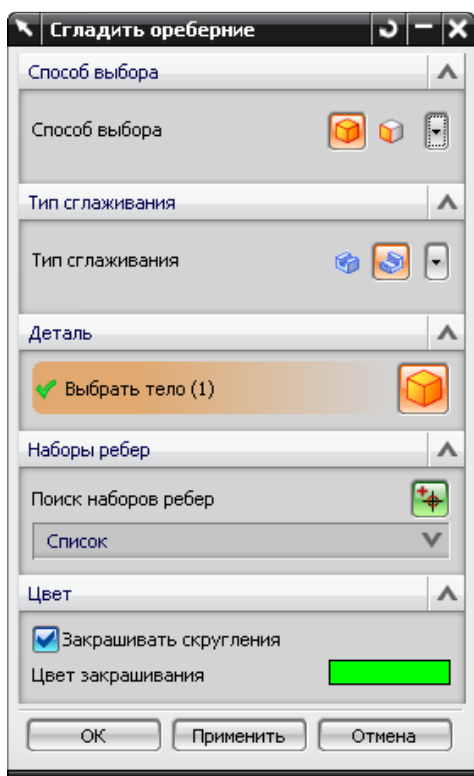 Сгладить ореберние
Способ выбора
Способ выбора
Тип сглаживания
Тип сглаживания
Деталь
Выбрать тело (1)
Наборы ребер
Поиск наборов ребер
Список
Цвет
Закрашивать скругления
Цвет закрашивания
ОК Применить Отмена